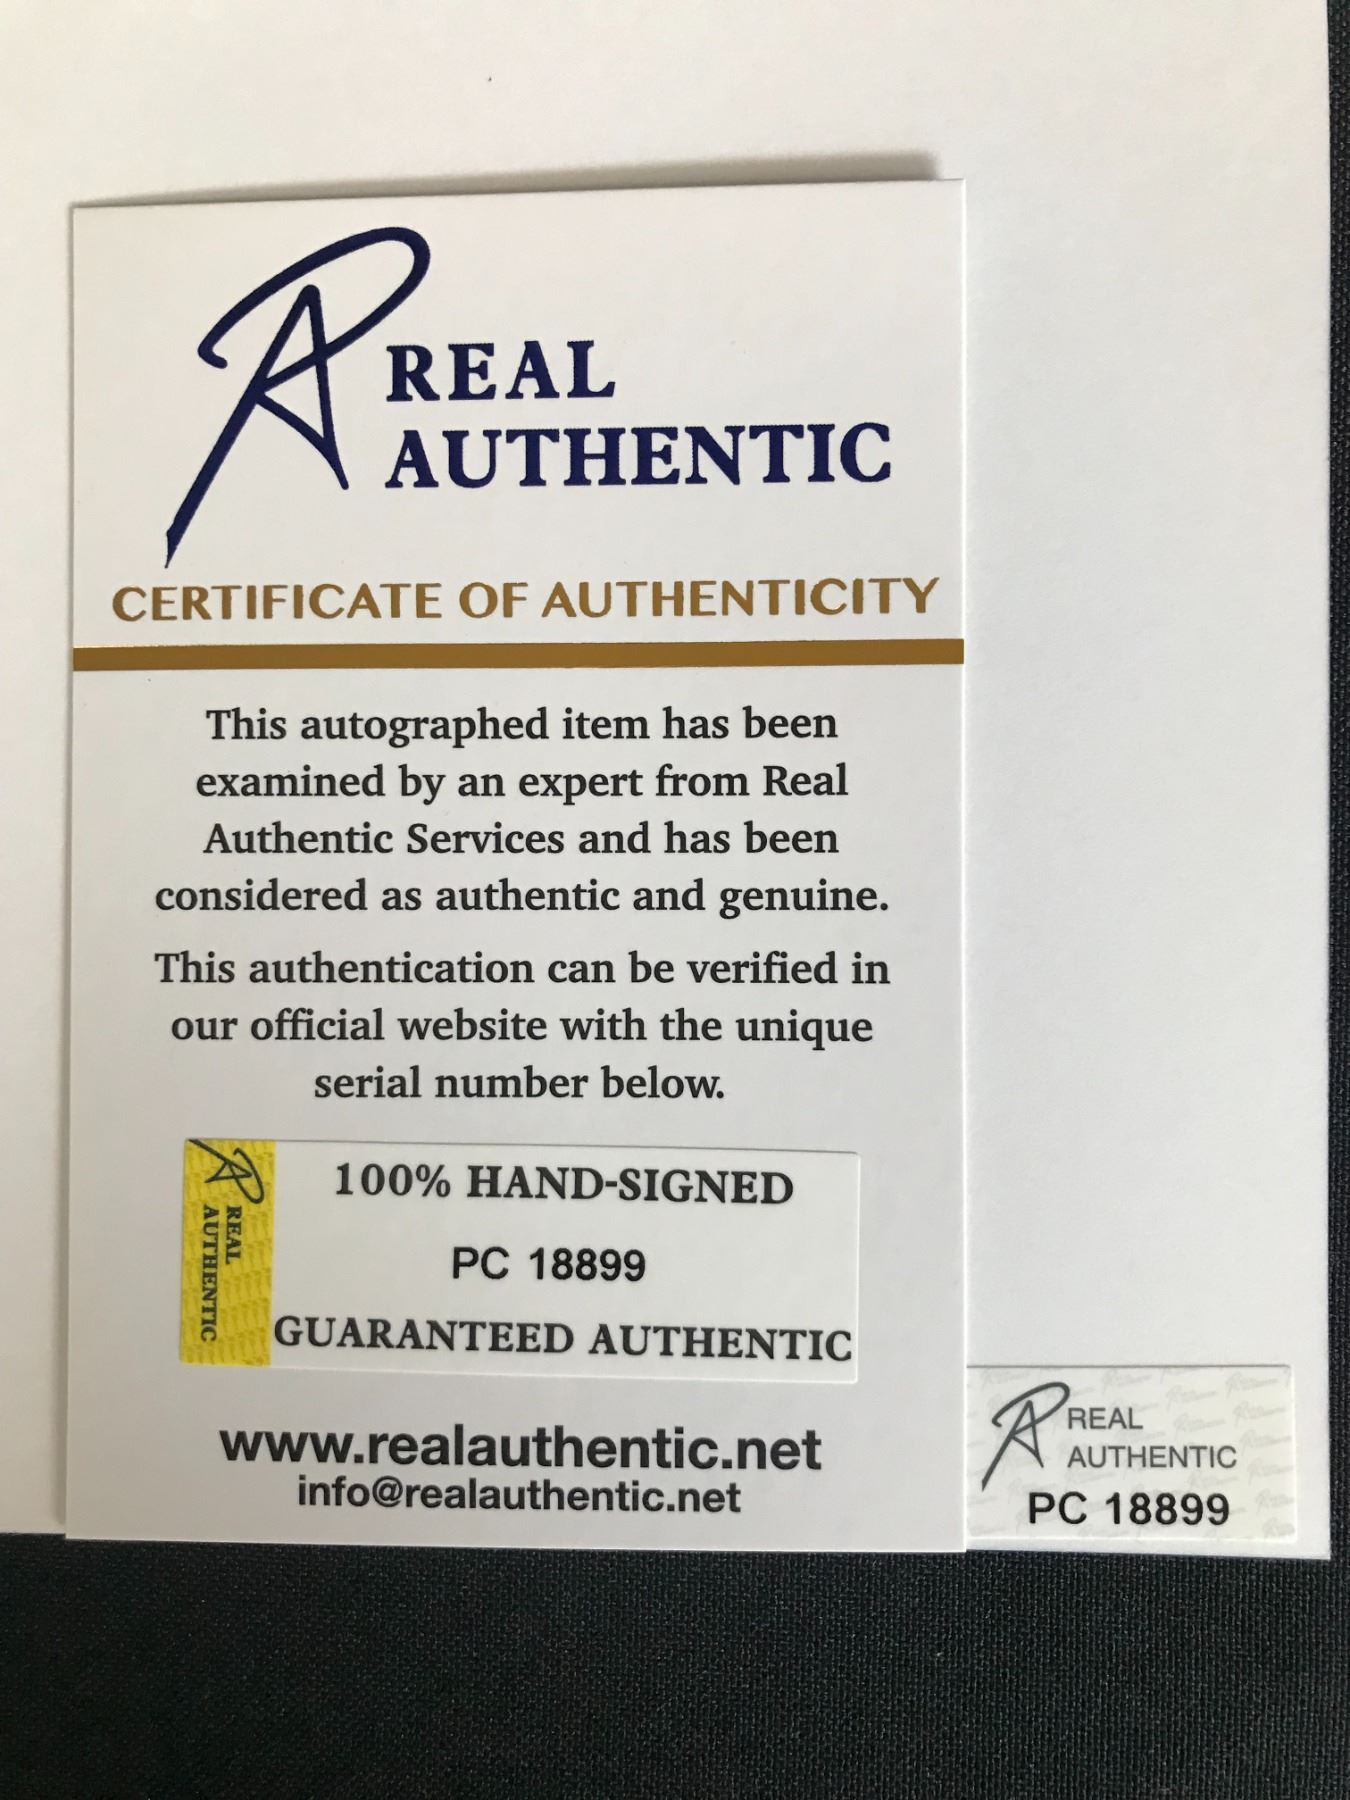 REAL
AUTHENTIC
CERTIFICATE OF AUTHENTICITY
This autographed item has been
examined by an expert from Real
Authentic Services and has been
considered as authentic and genuine.
This authentication can be verified in
our official website with the unique
serial number below.
REAL
AUTHENTIC
100% HAND-SIGNED
PC 18899
GUARANTEED AUTHENTIC
www.realauthentic.net
info@realauthentic.net
REAL
AUTHENTIC
PC 18899